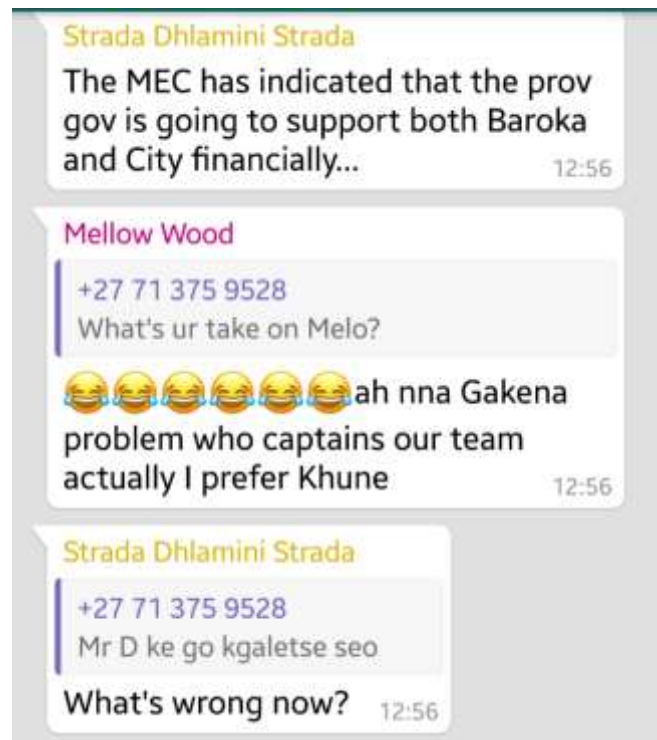 Strada Dhlamini Strada
The MEC has indicated that the prov
gov is going to support both Baroka
and City financially... 12:56
Mellow Wood
+27 71 375 9528
What's ur take on Melo?
😂😂😂😂😂😂ah nna Gakena
problem who captains our team
actually I prefer Khune 12:56
Strada Dhlamini Strada
+27 71 375 9528
Mr D ke go kgaletse seo
What's wrong now? 12:56